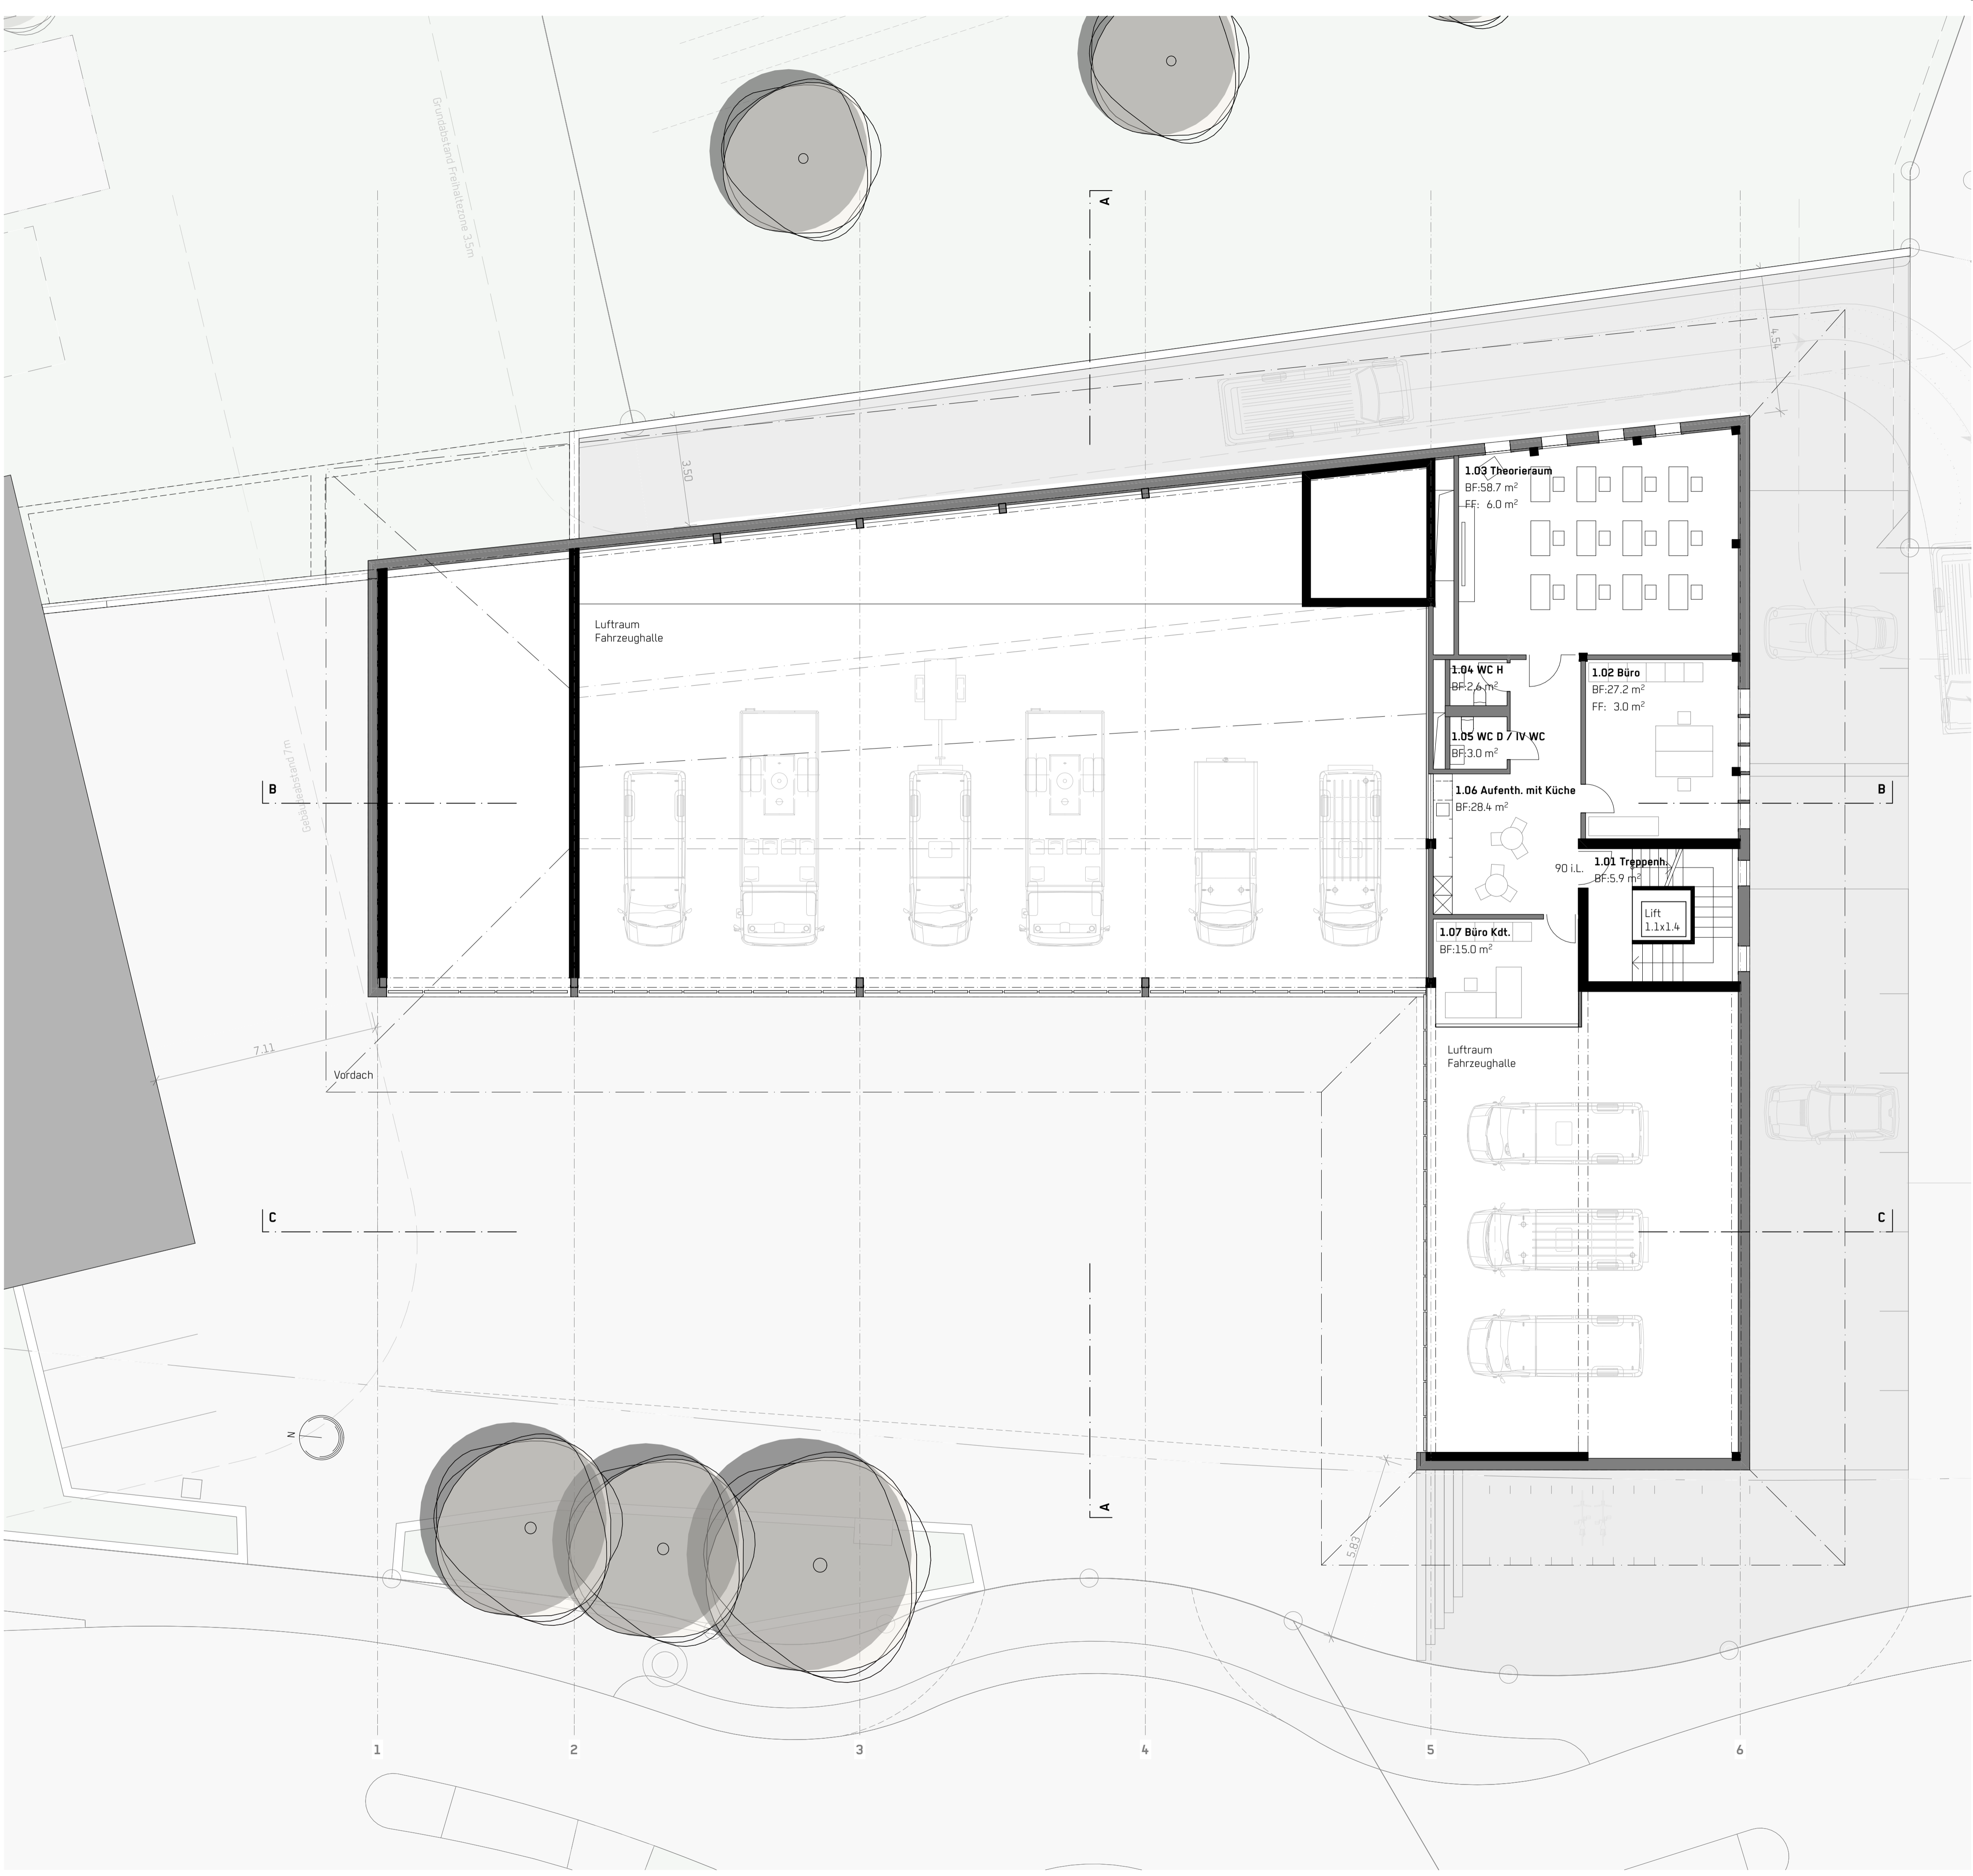 Grundabstand Freihaltezone 3.5m
A
4.54
3.50
1.03 Theorieraum
BF:58.7 m²
FF: 6.0 m²
Luftraum
Fahrzeughalle
1.04 WC H
BF:2.6 m²
1.02 Büro
BF:27.2 m²
FF: 3.0 m²
1.05 WC D / IV WC
BF:3.0 m²
Gebäudeabstand 7m
B
B
1.06 Aufenth. mit Küche
BF:28.4 m²
90 i.L.
1.01 Treppenh.
BF:5.9 m²
Lift
1.1x1.4
1.07 Büro Kdt.
BF:15.0 m²
7.11
Vordach
Luftraum
Fahrzeughalle
C
C
N
A
5.83
1
2
3
4
5
6